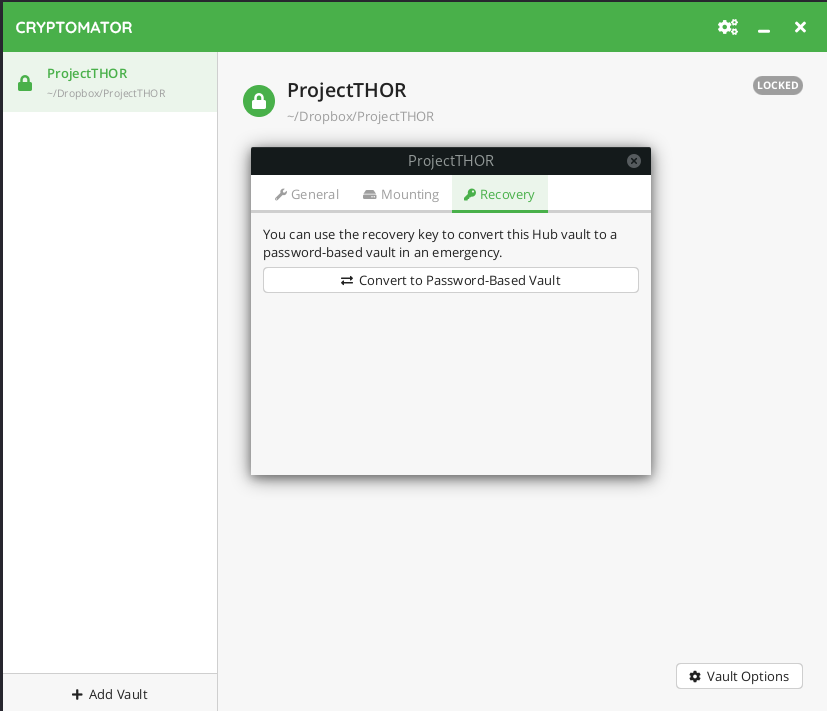 CRYPTOMATOR
ProjectTHOR
~/Dropbox/ProjectTHOR
ProjectTHOR
~/Dropbox/ProjectTHOR
LOCKED
ProjectTHOR
General
Mounting
Recovery
You can use the recovery key to convert this Hub vault to a
password-based vault in an emergency.
Convert to Password-Based Vault
Vault Options
Add Vault